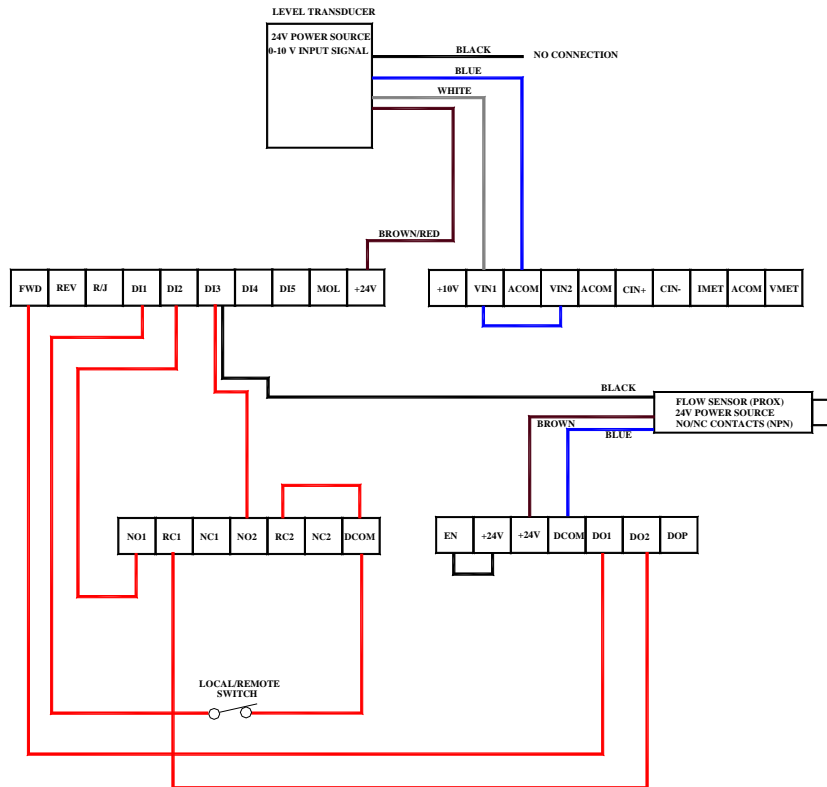 LEVEL TRANSDUCER
24V POWER SOURCE
0-10 V INPUT SIGNAL
BLACK
NO CONNECTION
BLUE
WHITE
BROWN/RED
FWD REV R/J DI1 DI2 DI3 DI4 DI5 MOL +24V
+10V VIN1 ACOM VIN2 ACOM CIN+ CIN- IMET ACOM VMET
BLACK
FLOW SENSOR (PROX)
24V POWER SOURCE
NO/NC CONTACTS (NPN)
BROWN
BLUE
NO1 RC1 NC1 NO2 RC2 NC2 DCOM
EN +24V +24V DCOM DO1 DO2 DOP
LOCAL/REMOTE
SWITCH